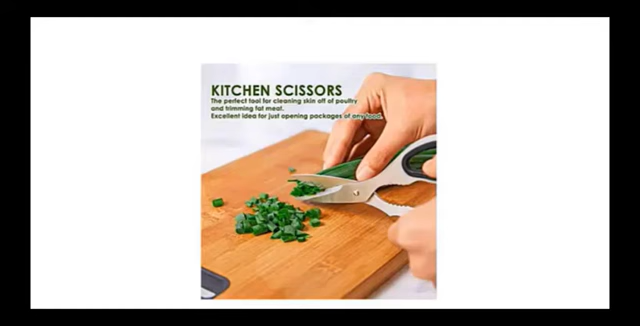 KITCHEN SCISSORS
The perfect tool for cleaning skin off of poultry
and trimming fat meat.
Excellent idea for just opening packages of any food.